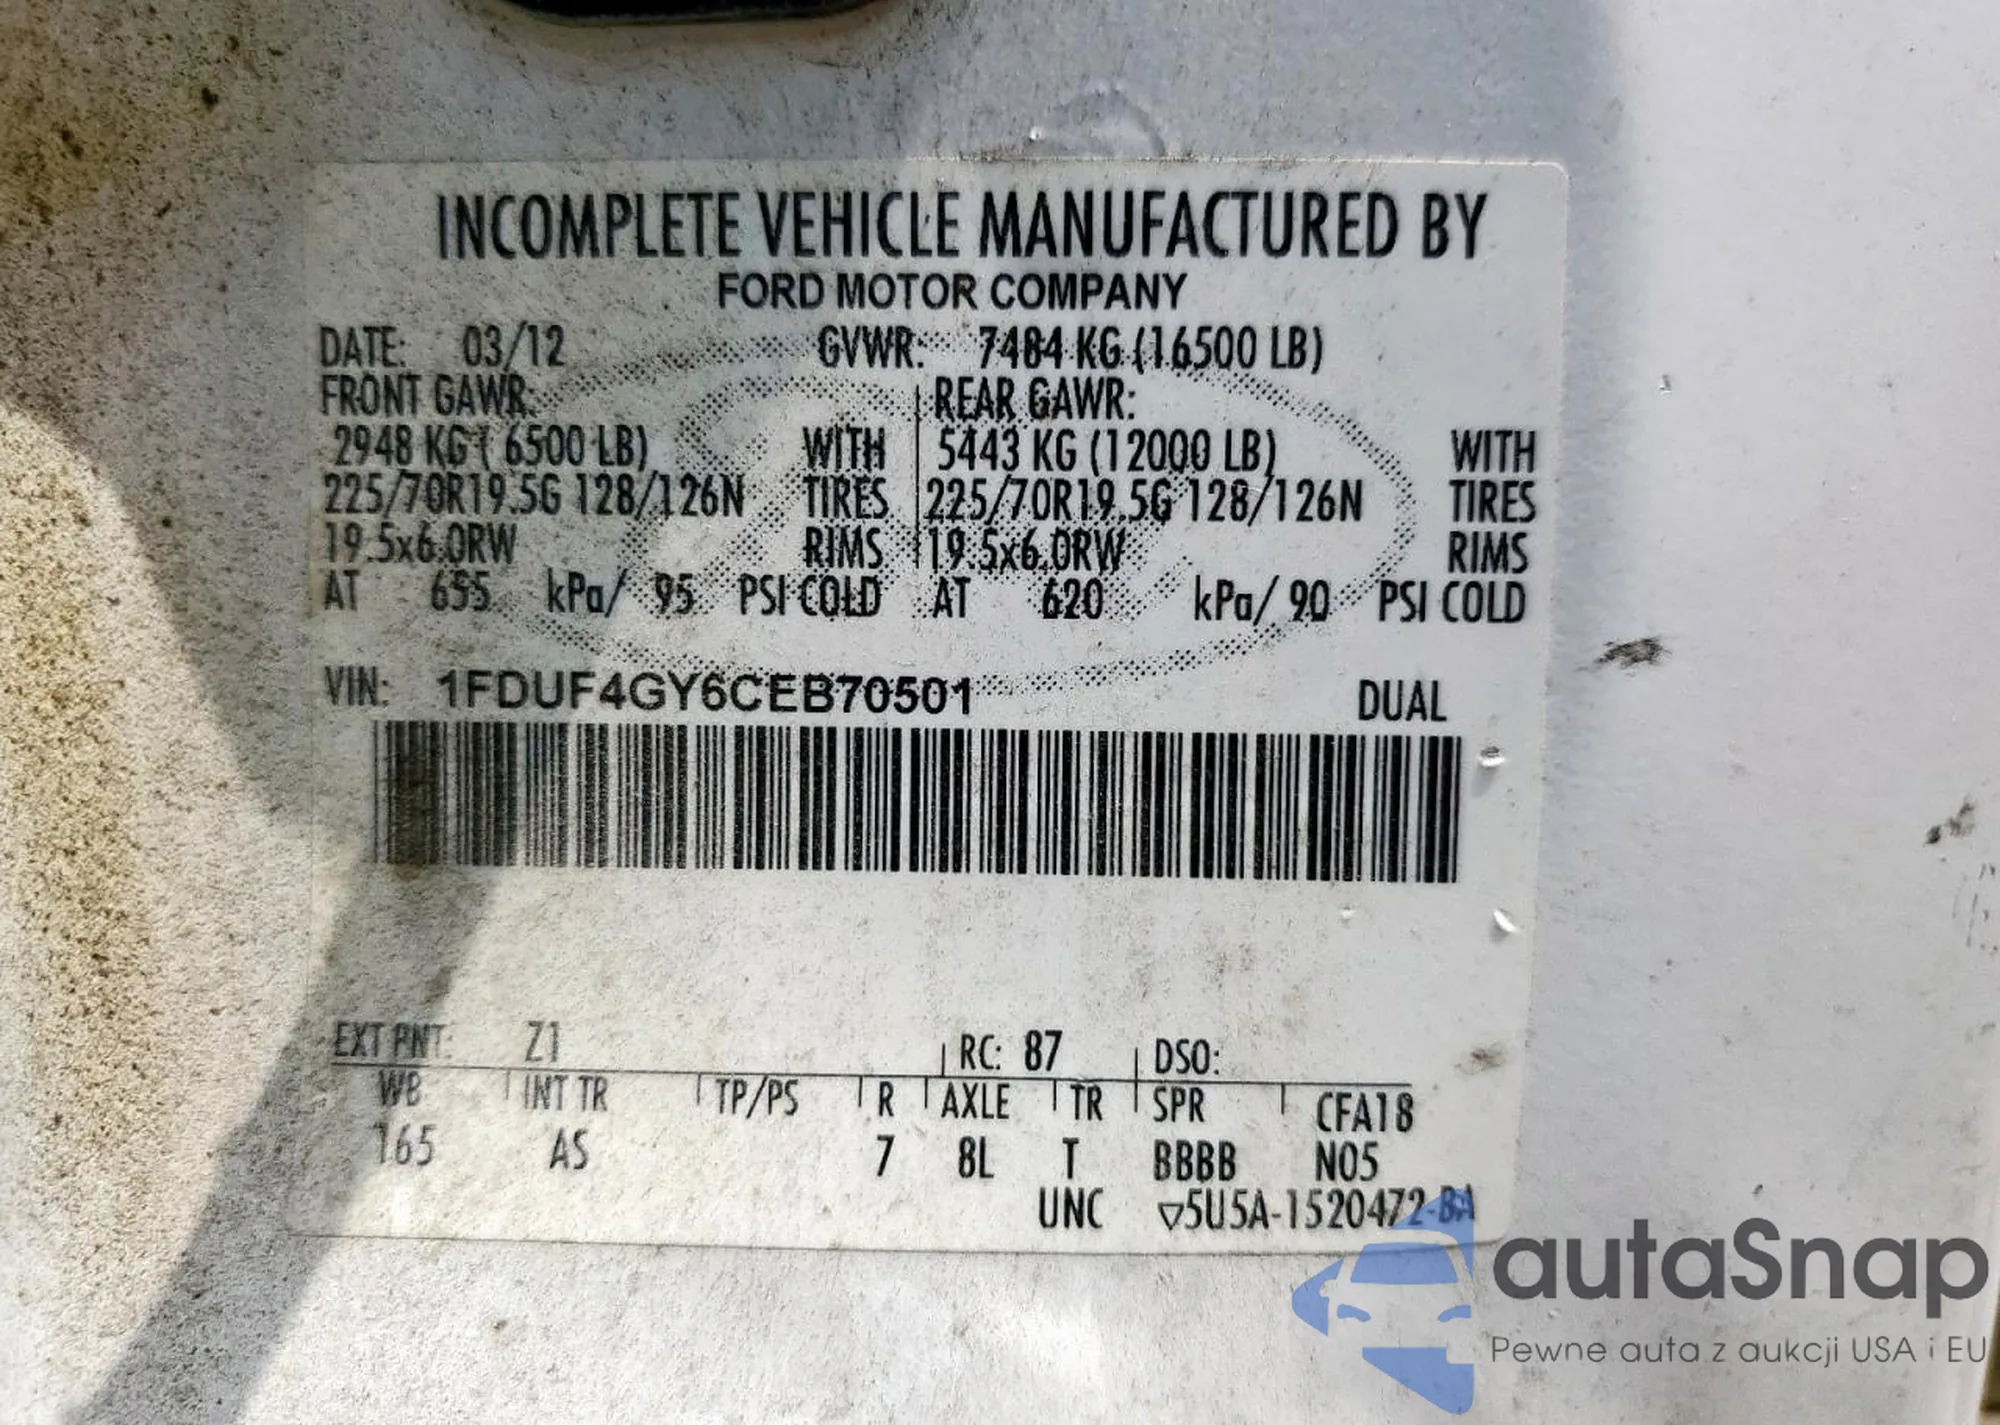 INCOMPLETE VEHICLE MANUFACTURED BY
FORD MOTOR COMPANY
DATE: 03/12 GVWR: 7484 KG (16500 LB)
FRONT GAWR: REAR GAWR:
2948 KG ( 6500 LB) WITH 5443 KG (12000 LB) WITH
225/70R19.5G 128/126N TIRES 225/70R19.5G 128/126N TIRES
19.5x6.0RW RIMS 19.5x6.0RW RIMS
AT 655 kPa/ 95 PSI COLD AT 620 kPa/ 90 PSI COLD
VIN: 1FDUF4GY6CEB70501 DUAL
EXT PNT: Z1 RC: 87 DSO:
WB INT TR TP/PS R AXLE TR SPR CFA18
165 AS 7 8L T BBBB N05
UNC ▽5U5A-1520472-BA
autaSnap
Pewne auta z aukcji USA i EU